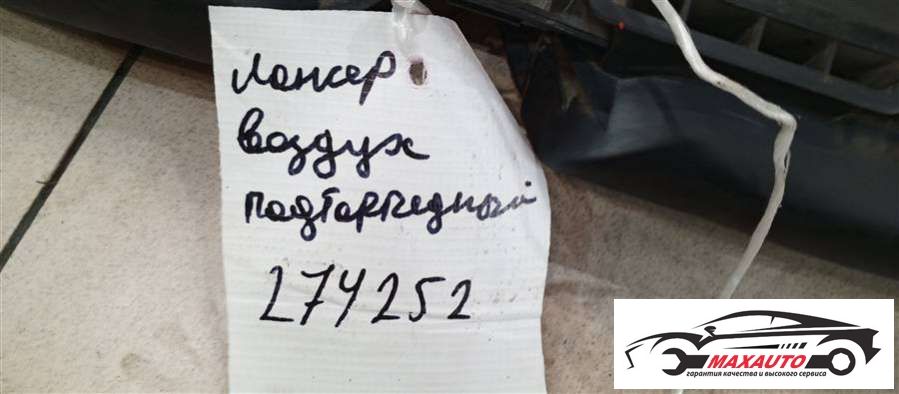 Лансер
воздух
подторпедный
274252
MAXAUTO
гарантия качества и высокого сервиса